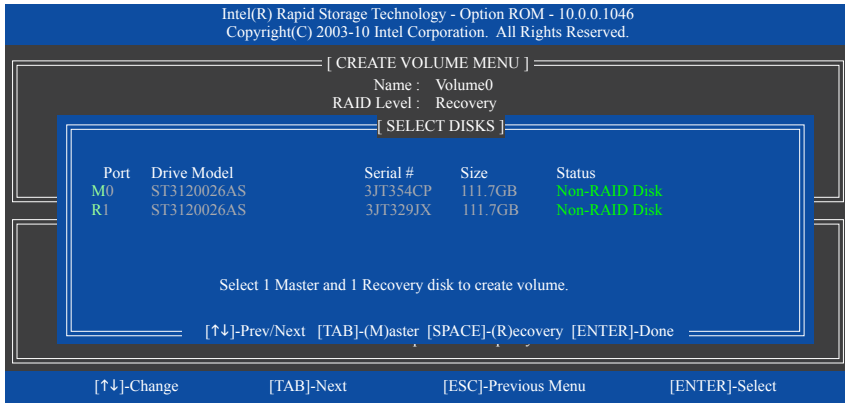 Intel(R) Rapid Storage Technology - Option ROM - 10.0.0.1046
Copyright(C) 2003-10 Intel Corporation. All Rights Reserved.
[ CREATE VOLUME MENU ]
Name : Volume0
RAID Level : Recovery
[ SELECT DISKS ]
Port Drive Model Serial # Size Status
M0 ST3120026AS 3JT354CP 111.7GB Non-RAID Disk
R1 ST3120026AS 3JT329JX 111.7GB Non-RAID Disk
Select 1 Master and 1 Recovery disk to create volume.
[↑↓]-Prev/Next [TAB]-(M)aster [SPACE]-(R)ecovery [ENTER]-Done
[↑↓]-Change [TAB]-Next [ESC]-Previous Menu [ENTER]-Select